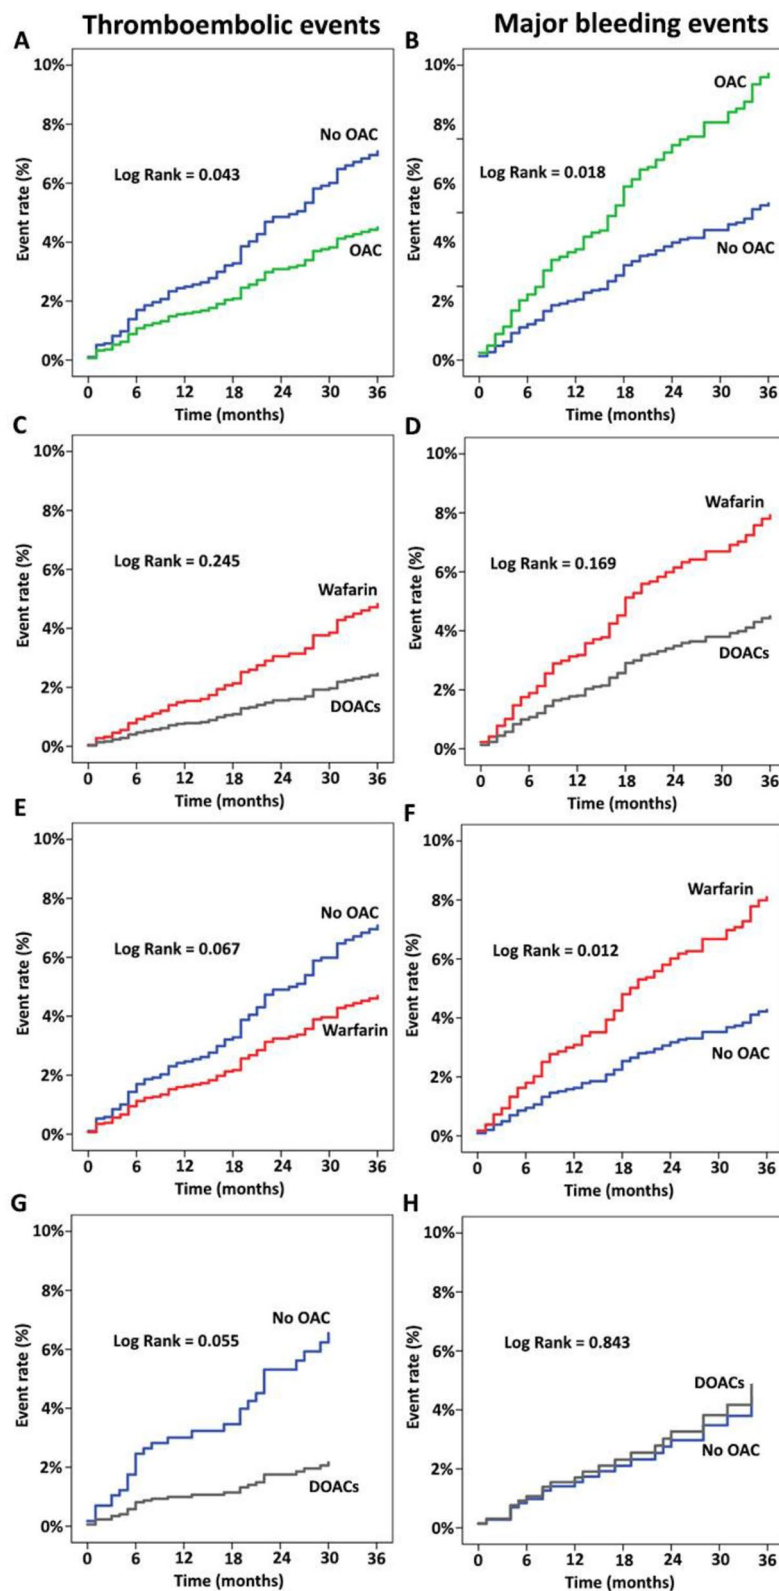 Thromboembolic events
Major bleeding events
A
10%
8%
6%
4%
2%
0%
Event rate (%)
No OAC
Log Rank = 0.043
OAC
0 6 12 18 24 30 36
Time (months)
B
10%
8%
6%
4%
2%
0%
Event rate (%)
OAC
Log Rank = 0.018
No OAC
0 6 12 18 24 30 36
Time (months)
C
10%
8%
6%
4%
2%
0%
Event rate (%)
Log Rank = 0.245
Wafarin
DOACs
0 6 12 18 24 30 36
Time (months)
D
10%
8%
6%
4%
2%
0%
Event rate (%)
Wafarin
Log Rank = 0.169
DOACs
0 6 12 18 24 30 36
Time (months)
E
10%
8%
6%
4%
2%
0%
Event rate (%)
No OAC
Log Rank = 0.067
Warfarin
0 6 12 18 24 30 36
Time (months)
F
10%
8%
6%
4%
2%
0%
Event rate (%)
Warfarin
Log Rank = 0.012
No OAC
0 6 12 18 24 30 36
Time (months)
G
10%
8%
6%
4%
2%
0%
Event rate (%)
No OAC
Log Rank = 0.055
DOACs
0 6 12 18 24 30 36
Time (months)
H
10%
8%
6%
4%
2%
0%
Event rate (%)
Log Rank = 0.843
DOACs
No OAC
0 6 12 18 24 30 36
Time (months)